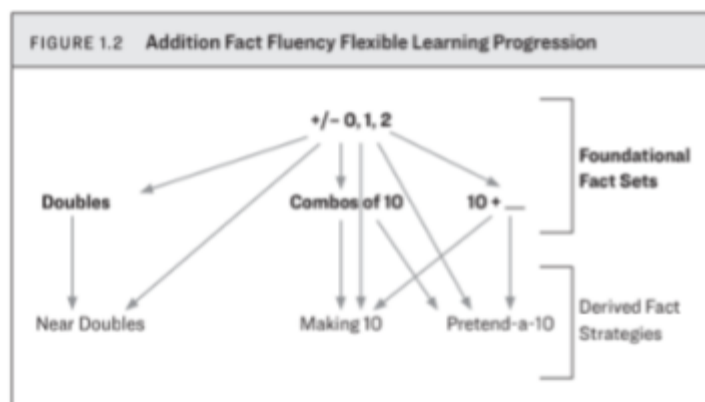 FIGURE 1.2 Addition Fact Fluency Flexible Learning Progression
+/– 0, 1, 2
Foundational
Fact Sets
Doubles Combos of 10 10 + __
Near Doubles Making 10 Pretend-a-10
Derived Fact
Strategies